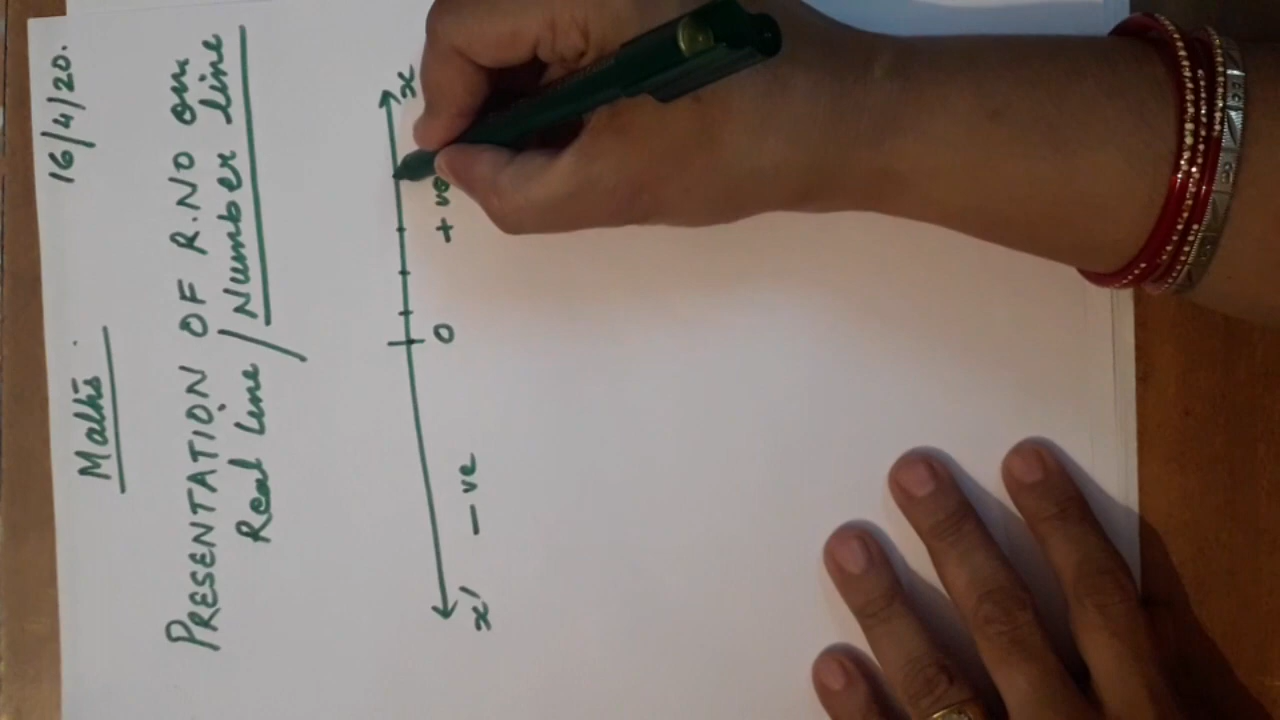 16/4/20.
Maths.
PRESENTATION OF R.NO on
Real Line / Number line
x' x
- ve 0 + ve